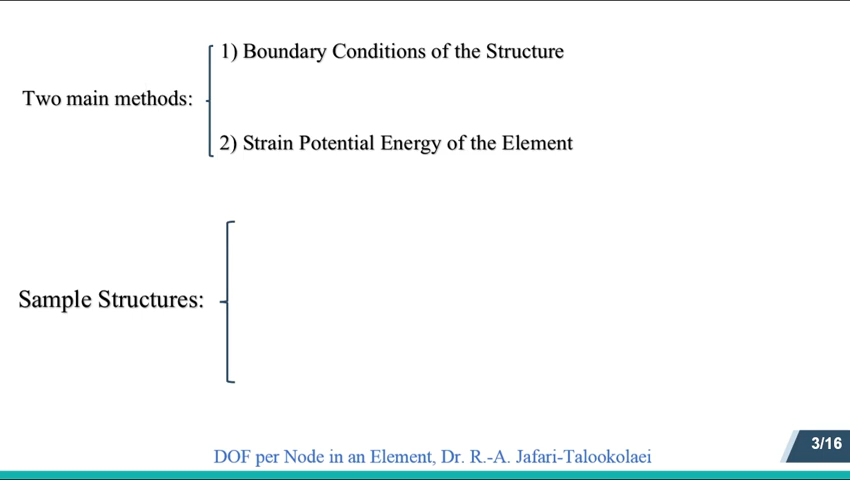 1) Boundary Conditions of the Structure
Two main methods:
2) Strain Potential Energy of the Element
Sample Structures:
3/16
DOF per Node in an Element, Dr. R.-A. Jafari-Talookolaei